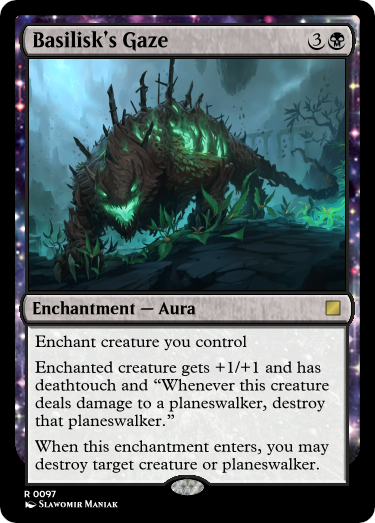 Basilisk's Gaze 3
Enchantment — Aura
Enchant creature you control
Enchanted creature gets +1/+1 and has
deathtouch and “Whenever this creature
deals damage to a planeswalker, destroy
that planeswalker.”
When this enchantment enters, you may
destroy target creature or planeswalker.
R 0097
Slawomir Maniak